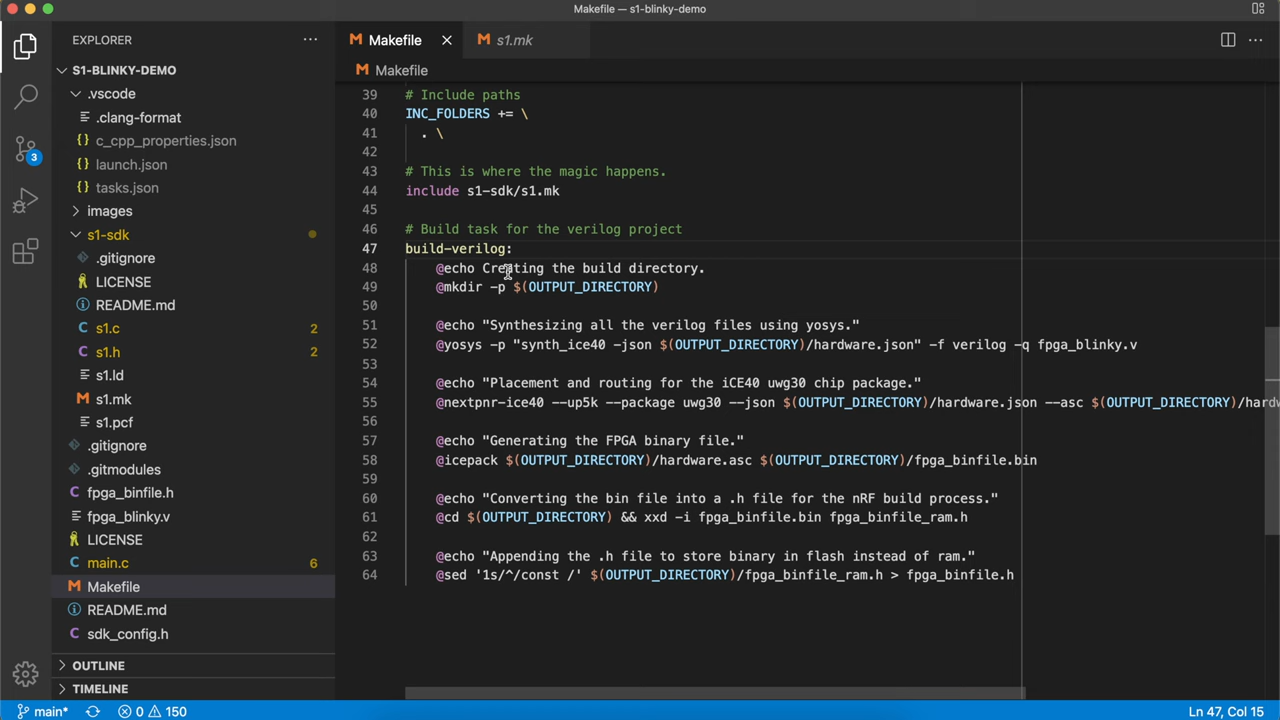 Makefile — s1-blinky-demo
EXPLORER
S1-BLINKY-DEMO
.vscode
.clang-format
c_cpp_properties.json
launch.json
tasks.json
images
s1-sdk
.gitignore
LICENSE
README.md
s1.c 2
s1.h 2
s1.ld
s1.mk
s1.pcf
.gitignore
.gitmodules
fpga_binfile.h
fpga_blinky.v
LICENSE
main.c 6
Makefile
README.md
sdk_config.h
OUTLINE
TIMELINE
3
Makefile s1.mk
Makefile
39 # Include paths
40 INC_FOLDERS += \
41 . \
42
43 # This is where the magic happens.
44 include s1-sdk/s1.mk
45
46 # Build task for the verilog project
47 build-verilog:
48 @echo Creating the build directory.
49 @mkdir -p $(OUTPUT_DIRECTORY)
50
51 @echo "Synthesizing all the verilog files using yosys."
52 @yosys -p "synth_ice40 -json $(OUTPUT_DIRECTORY)/hardware.json" -f verilog -q fpga_blinky.v
53
54 @echo "Placement and routing for the iCE40 uwg30 chip package."
55 @nextpnr-ice40 --up5k --package uwg30 --json $(OUTPUT_DIRECTORY)/hardware.json --asc $(OUTPUT_DIRECTORY)/hard
56
57 @echo "Generating the FPGA binary file."
58 @icepack $(OUTPUT_DIRECTORY)/hardware.asc $(OUTPUT_DIRECTORY)/fpga_binfile.bin
59
60 @echo "Converting the bin file into a .h file for the nRF build process."
61 @cd $(OUTPUT_DIRECTORY) && xxd -i fpga_binfile.bin fpga_binfile_ram.h
62
63 @echo "Appending the .h file to store binary in flash instead of ram."
64 @sed '1s/^/const /' $(OUTPUT_DIRECTORY)/fpga_binfile_ram.h > fpga_binfile.h
main* 0 150 Ln 47, Col 15